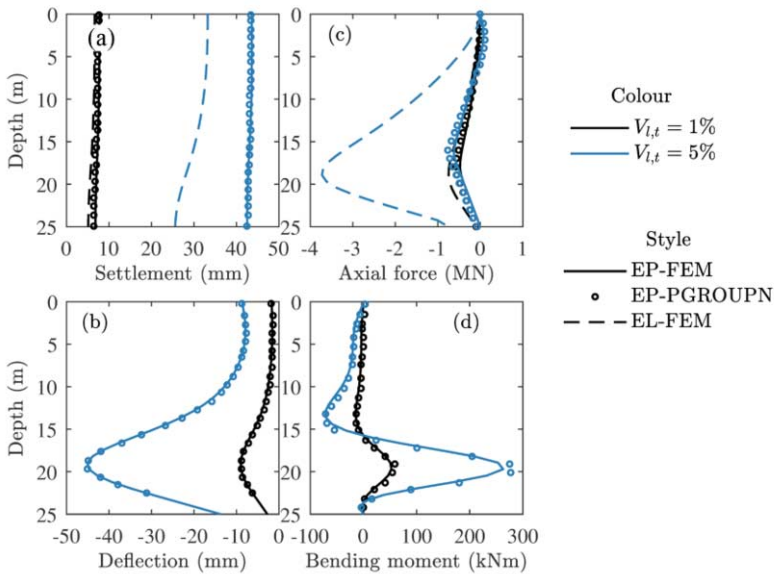 0
5
10
15
20
25
Depth (m)
(a)
0 10 20 30 40 50
Settlement (mm)
0
5
10
15
20
25
(c)
-4 -3 -2 -1 0 1
Axial force (MN)
0
5
10
15
20
25
Depth (m)
(b)
-50 -40 -30 -20 -10 0
Deflection (mm)
0
5
10
15
20
25
(d)
-100 0 100 200 300
Bending moment (kNm)
Colour
V_{l,t} = 1%
V_{l,t} = 5%
Style
EP-FEM
EP-PGROUPN
EL-FEM